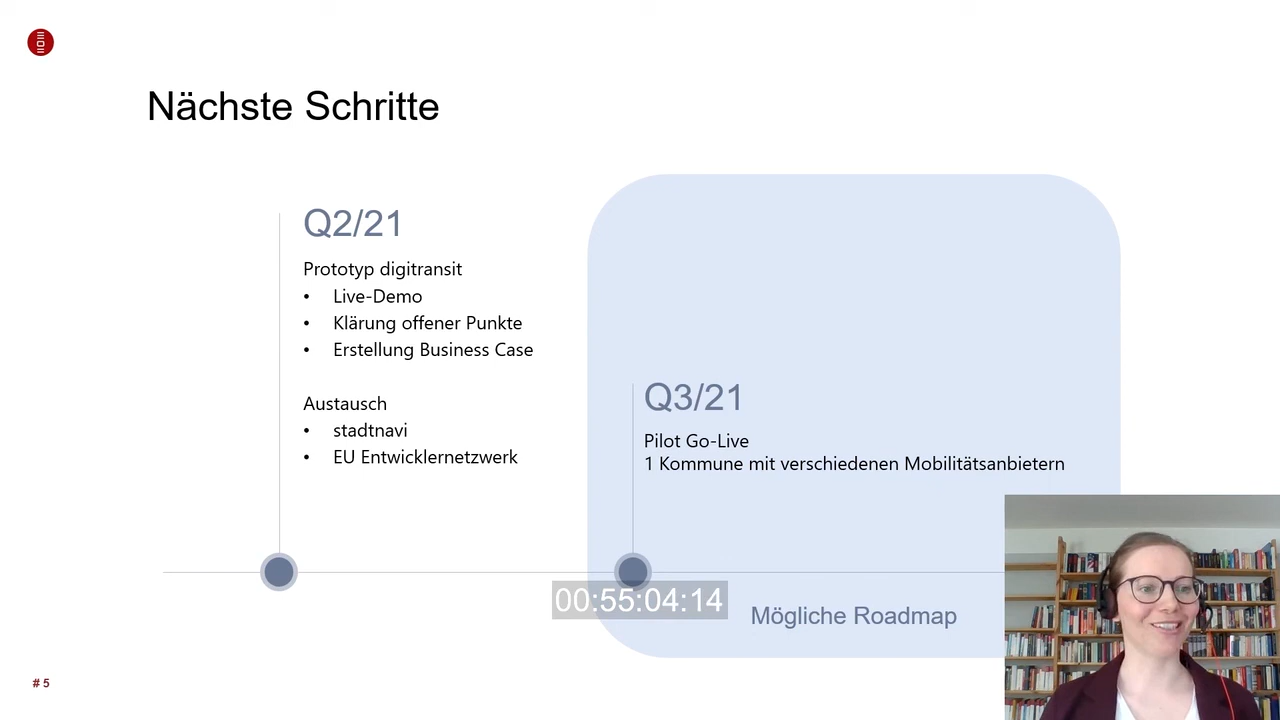 Nächste Schritte
Q2/21
Prototyp digitransit
• Live-Demo
• Klärung offener Punkte
• Erstellung Business Case
Austausch
• stadtnavi
• EU Entwicklernetzwerk
Q3/21
Pilot Go-Live
1 Kommune mit verschiedenen Mobilitätsanbietern
00:55:04:14
Mögliche Roadmap
# 5